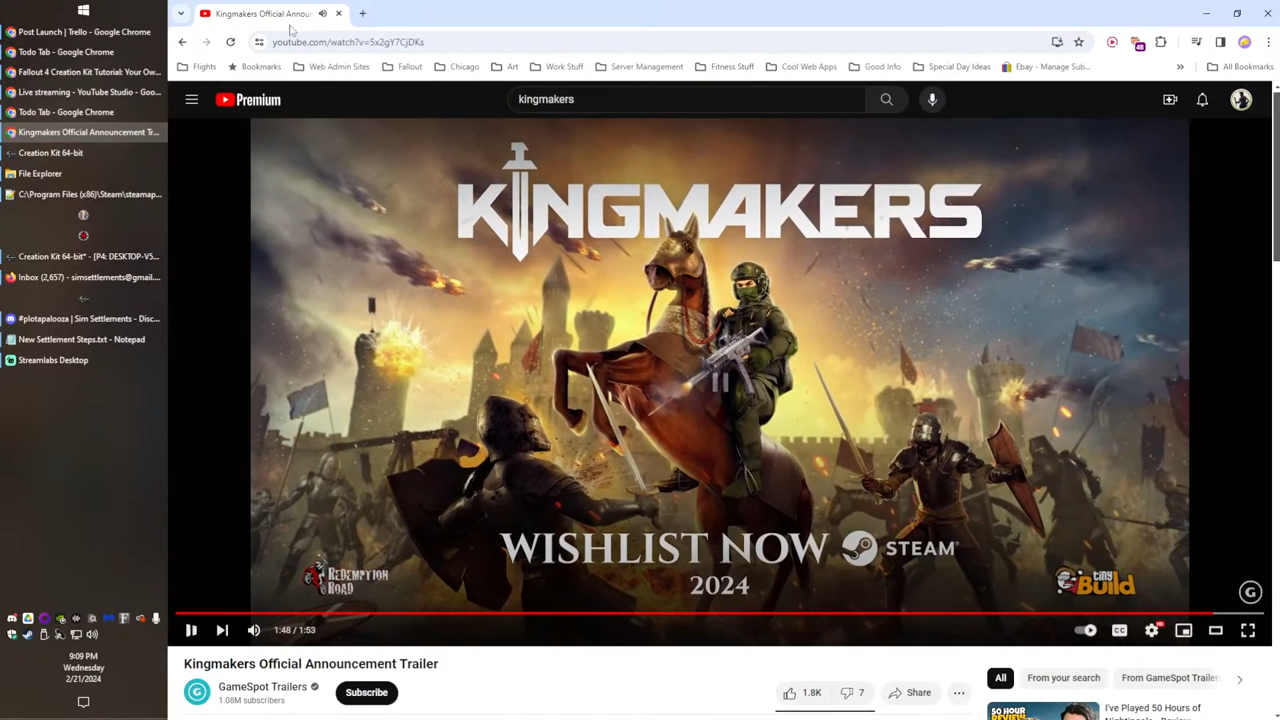 Post Launch | Trello - Google Chrome
Todo Tab - Google Chrome
Fallout 4 Creation Kit Tutorial: Your Ow...
Live streaming - YouTube Studio - Goo...
Todo Tab - Google Chrome
Kingmakers Official Announcement Tr...
Creation Kit 64-bit
File Explorer
C:\Program Files (x86)\Steam\steamap...
Creation Kit 64-bit* - [P4: DESKTOP-V5...
Inbox (2,657) - simsettlements@gmail....
#plotapalooza | Sim Settlements - Disc...
New Settlement Steps.txt - Notepad
Streamlabs Desktop
9:09 PM
Wednesday
2/21/2024
Kingmakers Official Annou
youtube.com/watch?v=5x2gY7CjDKs
Flights
Bookmarks
Web Admin Sites
Fallout
Chicago
Art
Work Stuff
Server Management
Fitness Stuff
Cool Web Apps
Good Info
Special Day Ideas
Ebay - Manage Sub...
All Bookmarks
Premium
kingmakers
KINGMAKERS
WISHLIST NOW STEAM
2024
REDEMPTION
ROAD
tiny
Build
G
1:48 / 1:53
CC
HD
Kingmakers Official Announcement Trailer
GameSpot Trailers
1.08M subscribers
Subscribe
1.8K
7
Share
All
From your search
From GameSpot Trailer
50 HOUR
REVIEW
I've Played 50 Hours of